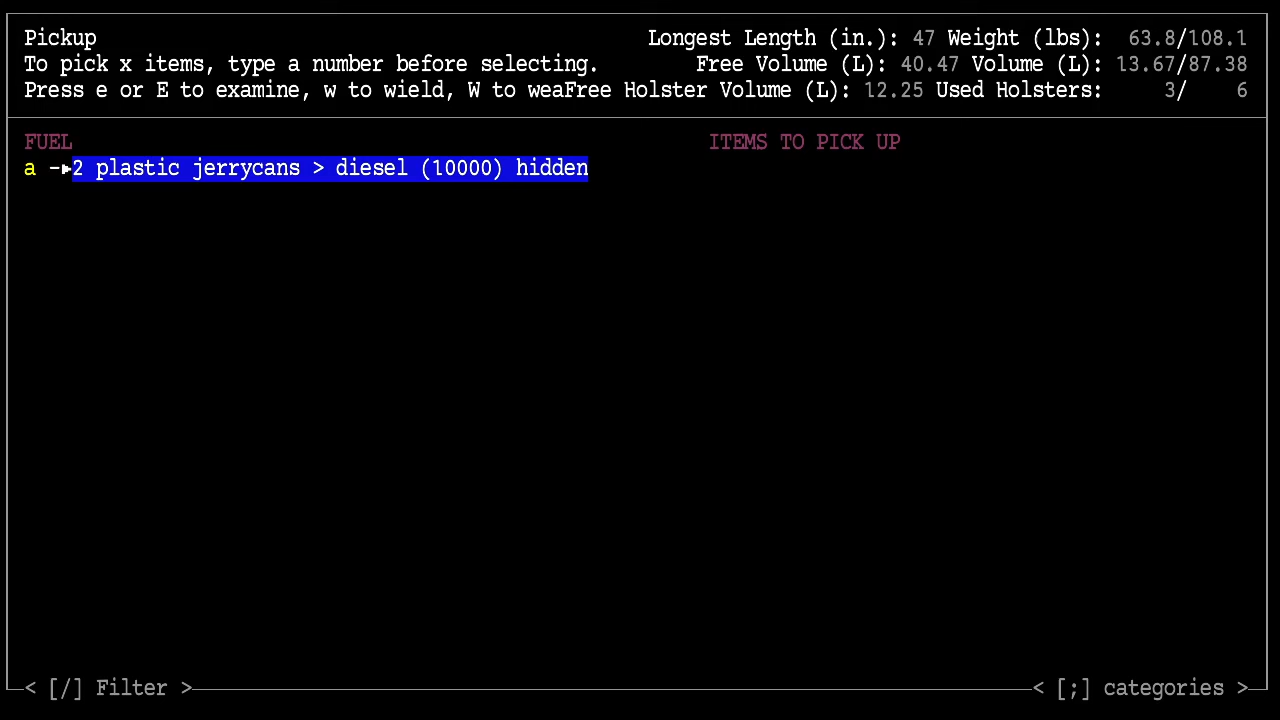 Pickup Longest Length (in.): 47 Weight (lbs): 63.8/108.1
To pick x items, type a number before selecting. Free Volume (L): 40.47 Volume (L): 13.67/87.38
Press e or E to examine, w to wield, W to weaFree Holster Volume (L): 12.25 Used Holsters: 3/ 6
FUEL ITEMS TO PICK UP
a -▸2 plastic jerrycans > diesel (10000) hidden
< [/] Filter > < [;] categories >